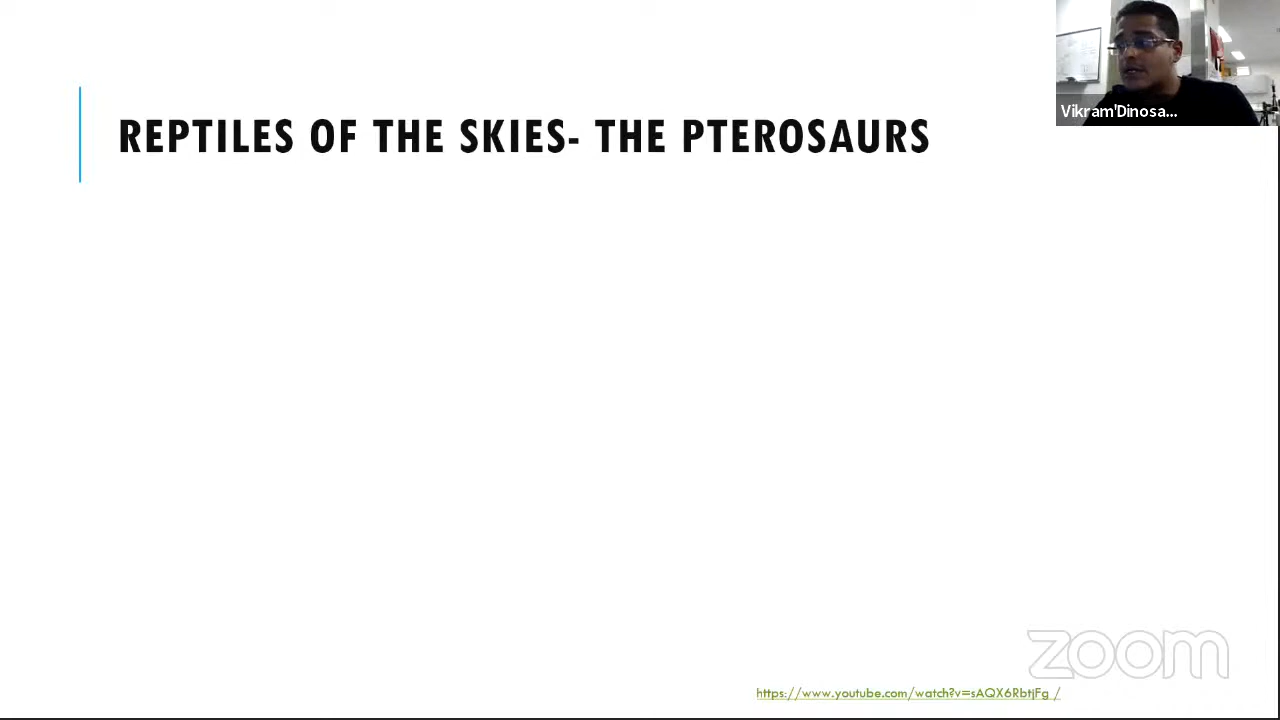 REPTILES OF THE SKIES- THE PTEROSAURS
Vikram'Dinosa...
zoom
https://www.youtube.com/watch?v=sAQX6RbtjFg /